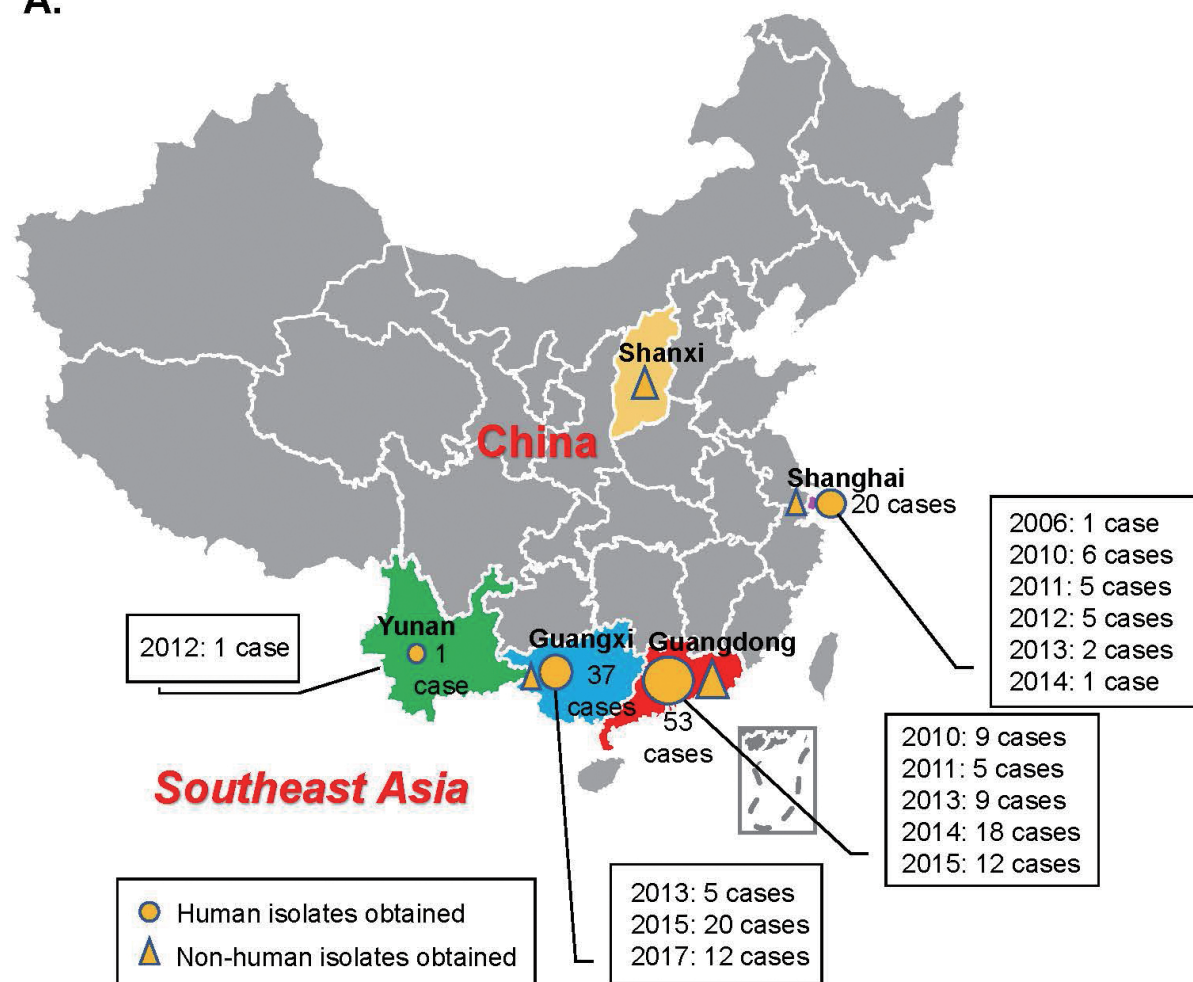 A.
Shanxi
China
Shanghai
20 cases
2006: 1 case
2010: 6 cases
2011: 5 cases
2012: 5 cases
2013: 2 cases
2014: 1 case
Yunan
1
case
2012: 1 case
Guangxi
37
cases
Guangdong
53
cases
2010: 9 cases
2011: 5 cases
2013: 9 cases
2014: 18 cases
2015: 12 cases
Southeast Asia
2013: 5 cases
2015: 20 cases
2017: 12 cases
Human isolates obtained
Non-human isolates obtained